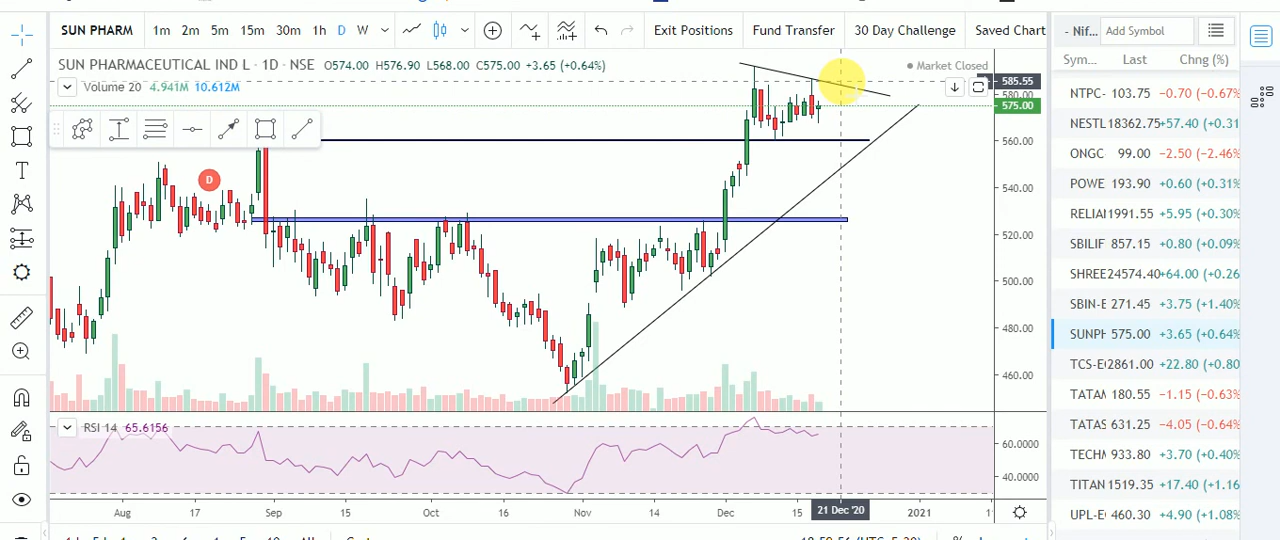 SUN PHARM 1m 2m 5m 15m 30m 1h D W Exit Positions Fund Transfer 30 Day Challenge Saved Chart
- Nif... Add Symbol
SUN PHARMACEUTICAL IND L · 1D · NSE O574.00 H576.90 L568.00 C575.00 +3.65 (+0.64%) Market Closed
Sym... Last Chng (%)
Volume 20 4.941M 10.612M
585.55
580.00
575.00
560.00
540.00
520.00
500.00
480.00
460.00
D
NTPC- 103.75 -0.70 (-0.67%
NESTL 18362.75 +57.40 (+0.31
ONGC 99.00 -2.50 (-2.46%
POWE 193.90 +0.60 (+0.31%
RELIA 1991.55 +5.95 (+0.30%
SBILIF 857.15 +0.80 (+0.09%
SHREE 24574.40 +64.00 (+0.26
SBIN-E 271.45 +3.75 (+1.40%
SUNPH 575.00 +3.65 (+0.64%
TCS-EQ 2861.00 +22.80 (+0.80
TATAM 180.55 -1.15 (-0.63%
TATAS 631.25 -4.05 (-0.64%
TECHM 933.80 +3.70 (+0.40%
TITAN 1519.35 +17.40 (+1.16
UPL-E 460.30 +4.90 (+1.08%
RSI 14 65.6156
60.0000
40.0000
Aug 17 Sep 15 Oct 16 Nov 14 Dec 15 21 Dec '20 2021